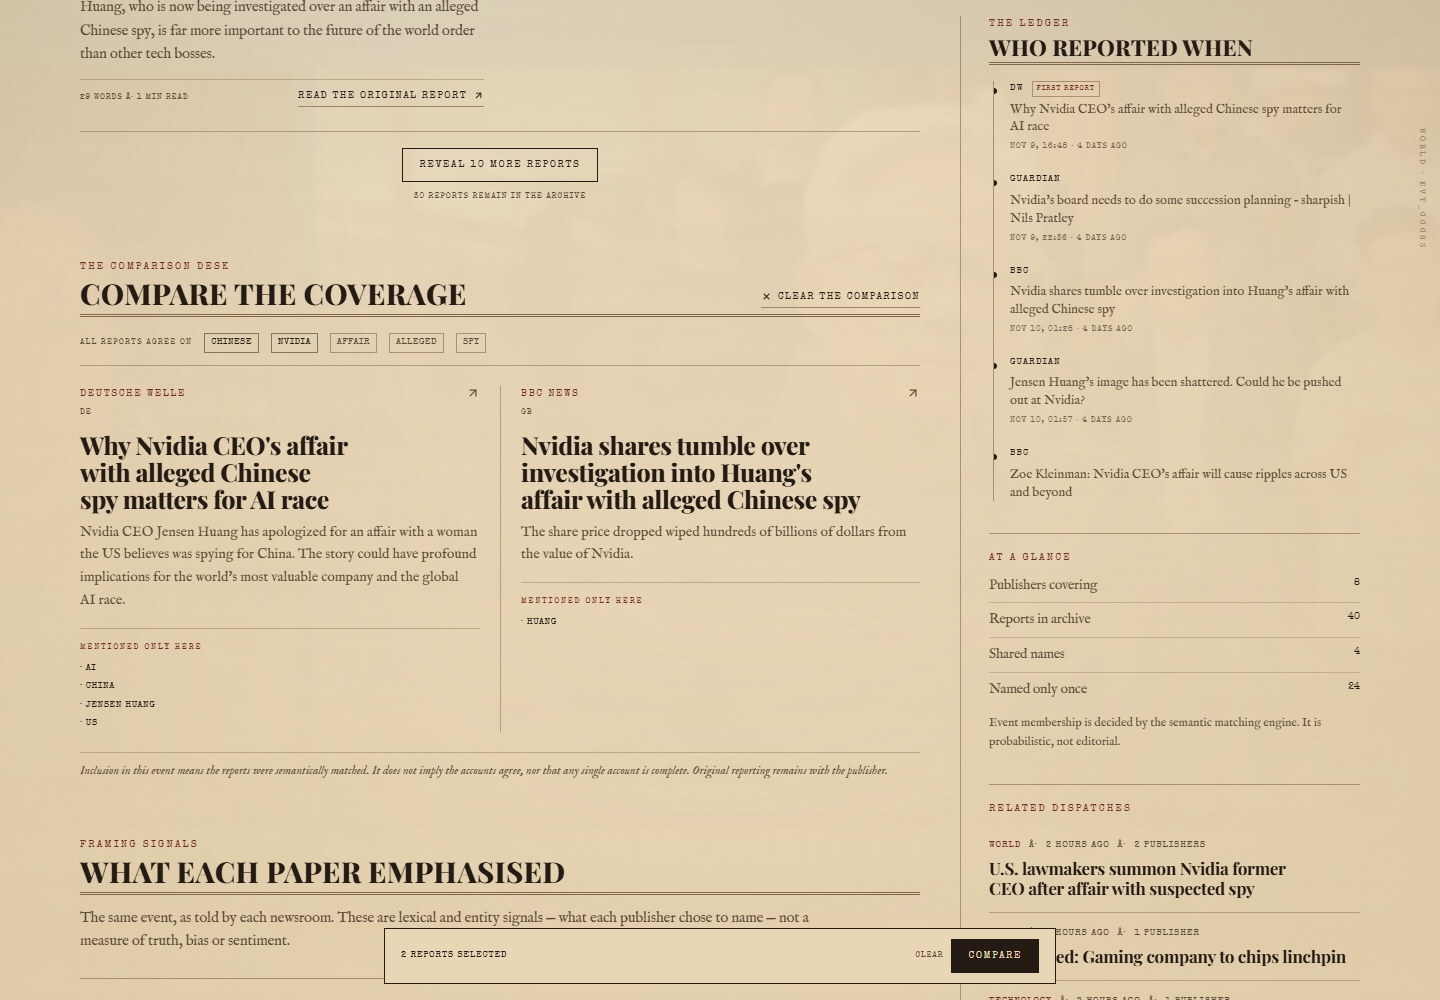 Huang, who is now being investigated over an affair with an alleged
Chinese spy, is far more important to the future of the world order
than other tech bosses.
29 WORDS Â· 1 MIN READ
READ THE ORIGINAL REPORT
REVEAL 10 MORE REPORTS
30 REPORTS REMAIN IN THE ARCHIVE
THE COMPARISON DESK
COMPARE THE COVERAGE
× CLEAR THE COMPARISON
ALL REPORTS AGREE ON
CHINESE
NVIDIA
AFFAIR
ALLEGED
SPY
DEUTSCHE WELLE
DE
Why Nvidia CEO's affair
with alleged Chinese
spy matters for AI race
Nvidia CEO Jensen Huang has apologized for an affair with a woman
the US believes was spying for China. The story could have profound
implications for the world's most valuable company and the global
AI race.
MENTIONED ONLY HERE
· AI
· CHINA
· JENSEN HUANG
· US
BBC NEWS
GB
Nvidia shares tumble over
investigation into Huang's
affair with alleged Chinese spy
The share price dropped wiped hundreds of billions of dollars from
the value of Nvidia.
MENTIONED ONLY HERE
· HUANG
Inclusion in this event means the reports were semantically matched. It does not imply the accounts agree, nor that any single account is complete. Original reporting remains with the publisher.
FRAMING SIGNALS
WHAT EACH PAPER EMPHASISED
The same event, as told by each newsroom. These are lexical and entity signals — what each publisher chose to name — not a
measure of truth, bias or sentiment.
2 REPORTS SELECTED
CLEAR
COMPARE
THE LEDGER
WHO REPORTED WHEN
DW
FIRST REPORT
Why Nvidia CEO's affair with alleged Chinese spy matters for
AI race
NOV 9, 16:48 · 4 DAYS AGO
GUARDIAN
Nvidia's board needs to do some succession planning - sharpish |
Nils Pratley
NOV 9, 22:36 · 4 DAYS AGO
BBC
Nvidia shares tumble over investigation into Huang's affair with
alleged Chinese spy
NOV 10, 01:28 · 4 DAYS AGO
GUARDIAN
Jensen Huang's image has been shattered. Could he be pushed
out at Nvidia?
NOV 10, 01:57 · 4 DAYS AGO
BBC
Zoe Kleinman: Nvidia CEO's affair will cause ripples across US
and beyond
AT A GLANCE
Publishers covering 8
Reports in archive 40
Shared names 4
Named only once 24
Event membership is decided by the semantic matching engine. It is
probabilistic, not editorial.
RELATED DISPATCHES
WORLD Â· 2 HOURS AGO Â· 2 PUBLISHERS
U.S. lawmakers summon Nvidia former
CEO after affair with suspected spy
HOURS AGO Â· 1 PUBLISHER
ed: Gaming company to chips linchpin
TECHNOLOGY Â· 2 HOURS AGO Â· 1 PUBLISHER
WORLD ·